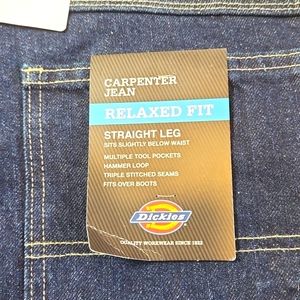 CARPENTER
JEAN
RELAXED FIT
STRAIGHT LEG
SITS SLIGHTLY BELOW WAIST
MULTIPLE TOOL POCKETS
HAMMER LOOP
TRIPLE STITCHED SEAMS
FITS OVER BOOTS
Dickies
QUALITY WORKWEAR SINCE 1922